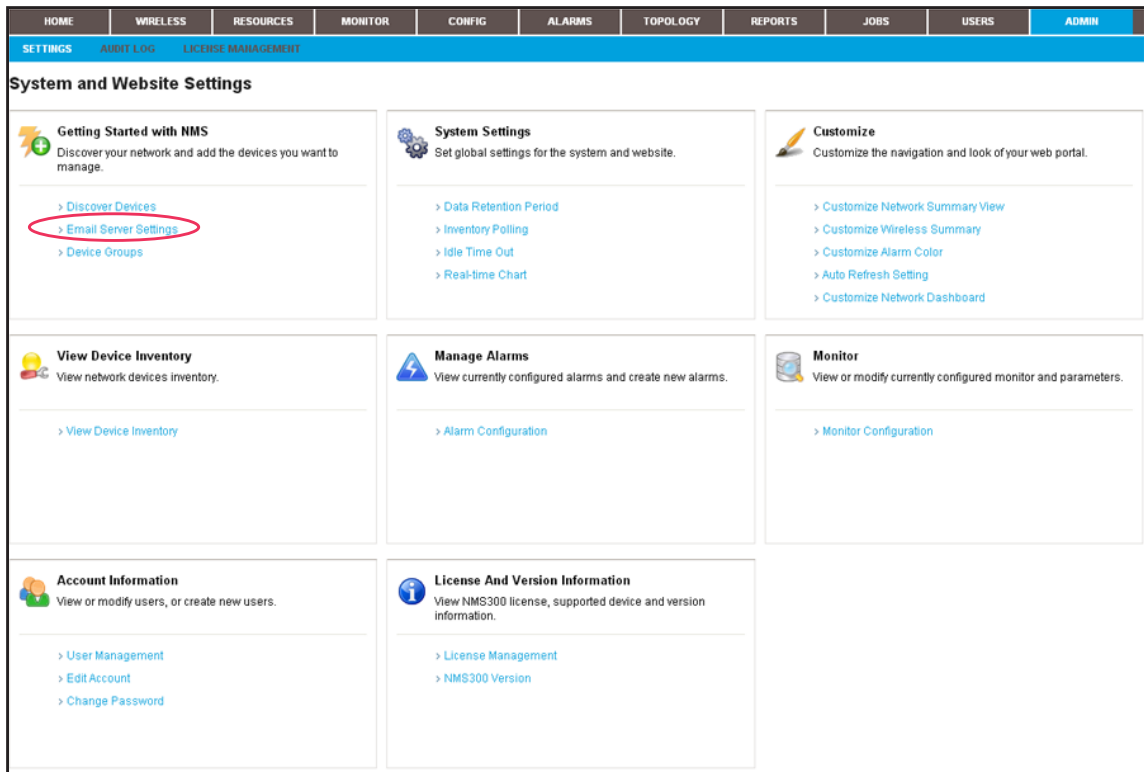 HOME WIRELESS RESOURCES MONITOR CONFIG ALARMS TOPOLOGY REPORTS JOBS USERS ADMIN
SETTINGS AUDIT LOG LICENSE MANAGEMENT
System and Website Settings
Getting Started with NMS
Discover your network and add the devices you want to
manage.
> Discover Devices
> Email Server Settings
> Device Groups
System Settings
Set global settings for the system and website.
> Data Retention Period
> Inventory Polling
> Idle Time Out
> Real-time Chart
Customize
Customize the navigation and look of your web portal.
> Customize Network Summary View
> Customize Wireless Summary
> Customize Alarm Color
> Auto Refresh Setting
> Customize Network Dashboard
View Device Inventory
View network devices inventory.
> View Device Inventory
Manage Alarms
View currently configured alarms and create new alarms.
> Alarm Configuration
Monitor
View or modify currently configured monitor and parameters.
> Monitor Configuration
Account Information
View or modify users, or create new users.
> User Management
> Edit Account
> Change Password
License And Version Information
View NMS300 license, supported device and version
information.
> License Management
> NMS300 Version